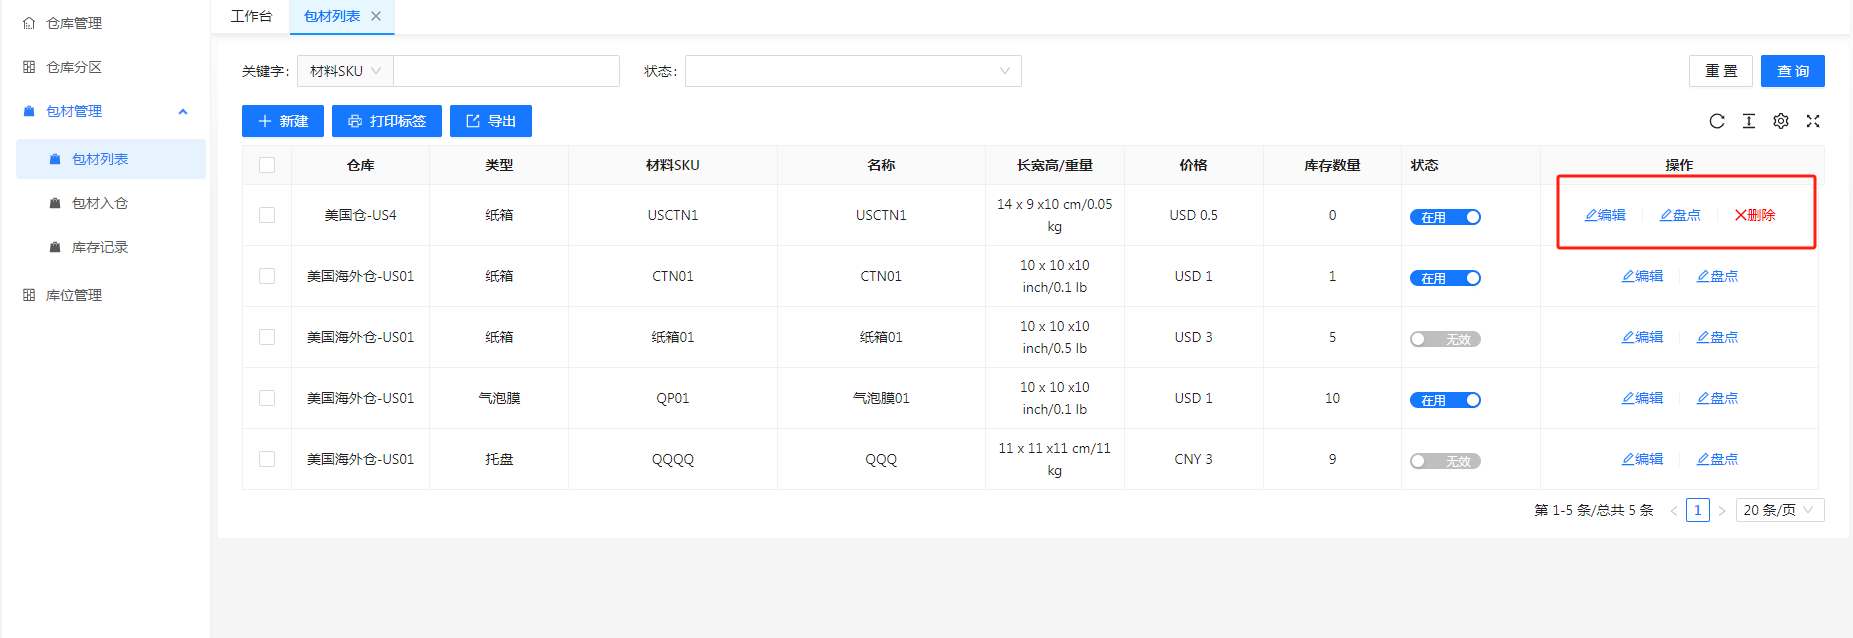 仓库管理
仓库分区
包材管理
包材列表
包材入仓
库存记录
库位管理
工作台 包材列表
关键字: 材料SKU 状态: 重 置 查 询
新建 打印标签 导出
仓库 类型 材料SKU 名称 长宽高/重量 价格 库存数量 状态 操作
美国仓-US4 纸箱 USCTN1 USCTN1 14 x 9 x10 cm/0.05 kg USD 0.5 0 在用 编辑 盘点 删除
美国海外仓-US01 纸箱 CTN01 CTN01 10 x 10 x10 inch/0.1 lb USD 1 1 在用 编辑 盘点
美国海外仓-US01 纸箱 纸箱01 纸箱01 10 x 10 x10 inch/0.5 lb USD 3 5 无效 编辑 盘点
美国海外仓-US01 气泡膜 QP01 气泡膜01 10 x 10 x10 inch/0.1 lb USD 1 10 在用 编辑 盘点
美国海外仓-US01 托盘 QQQQ QQQ 11 x 11 x11 cm/11 kg CNY 3 9 无效 编辑 盘点
第 1-5 条/总共 5 条 < 1 > 20 条/页